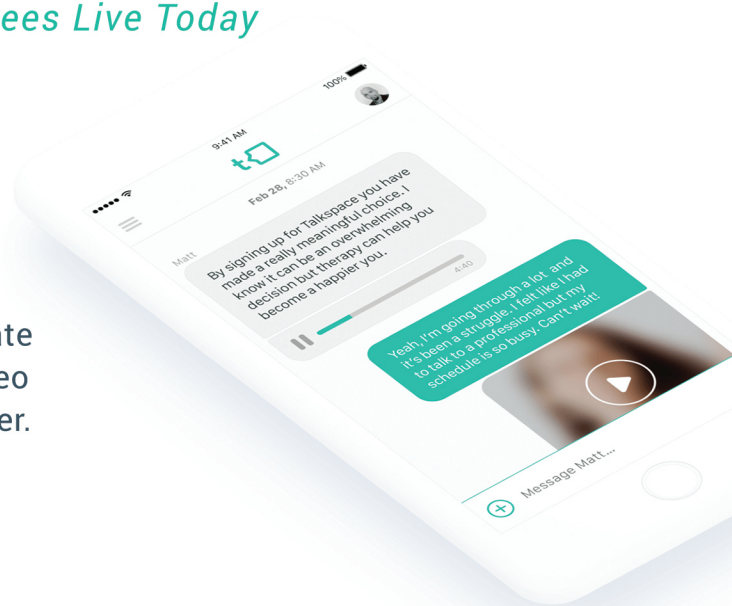 ees Live Today
100%
9:41 AM
Feb 28, 8:30 AM
Matt
By signing up for Talkspace you have
made a really meaningful choice. I
know it can be an overwhelming
decision but therapy can help you
become a happier you.
4:40
Yeah, I'm going through a lot and
it's been a struggle. I felt like I had
to talk to a professional but my
schedule is so busy. Can't wait!
ate
eo
er.
Message Matt...